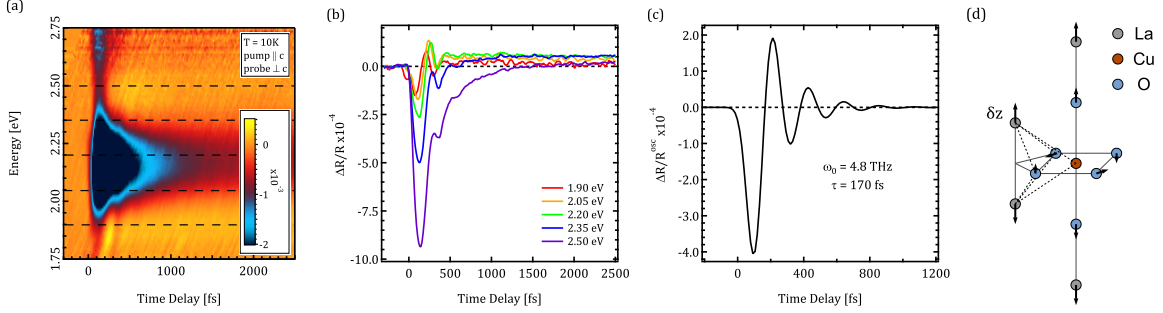 (a)
Energy [eV]
2.75
2.50
2.25
2.00
1.75
T = 10K
pump ∥ c
probe ⊥ c
0
-1
-2
x10⁻³
0
1000
2000
Time Delay [fs]
(b)
ΔR/R x10⁻⁴
0.0
-2.5
-5.0
-7.5
-10.0
1.90 eV
2.05 eV
2.20 eV
2.35 eV
2.50 eV
0
500
1000
1500
2000
2500
Time Delay [fs]
(c)
ΔR/R^osc x10⁻⁴
2.0
1.0
0.0
-1.0
-2.0
-3.0
-4.0
ω₀ = 4.8 THz
τ = 170 fs
0
400
800
1200
Time Delay [fs]
(d)
La
Cu
O
δz